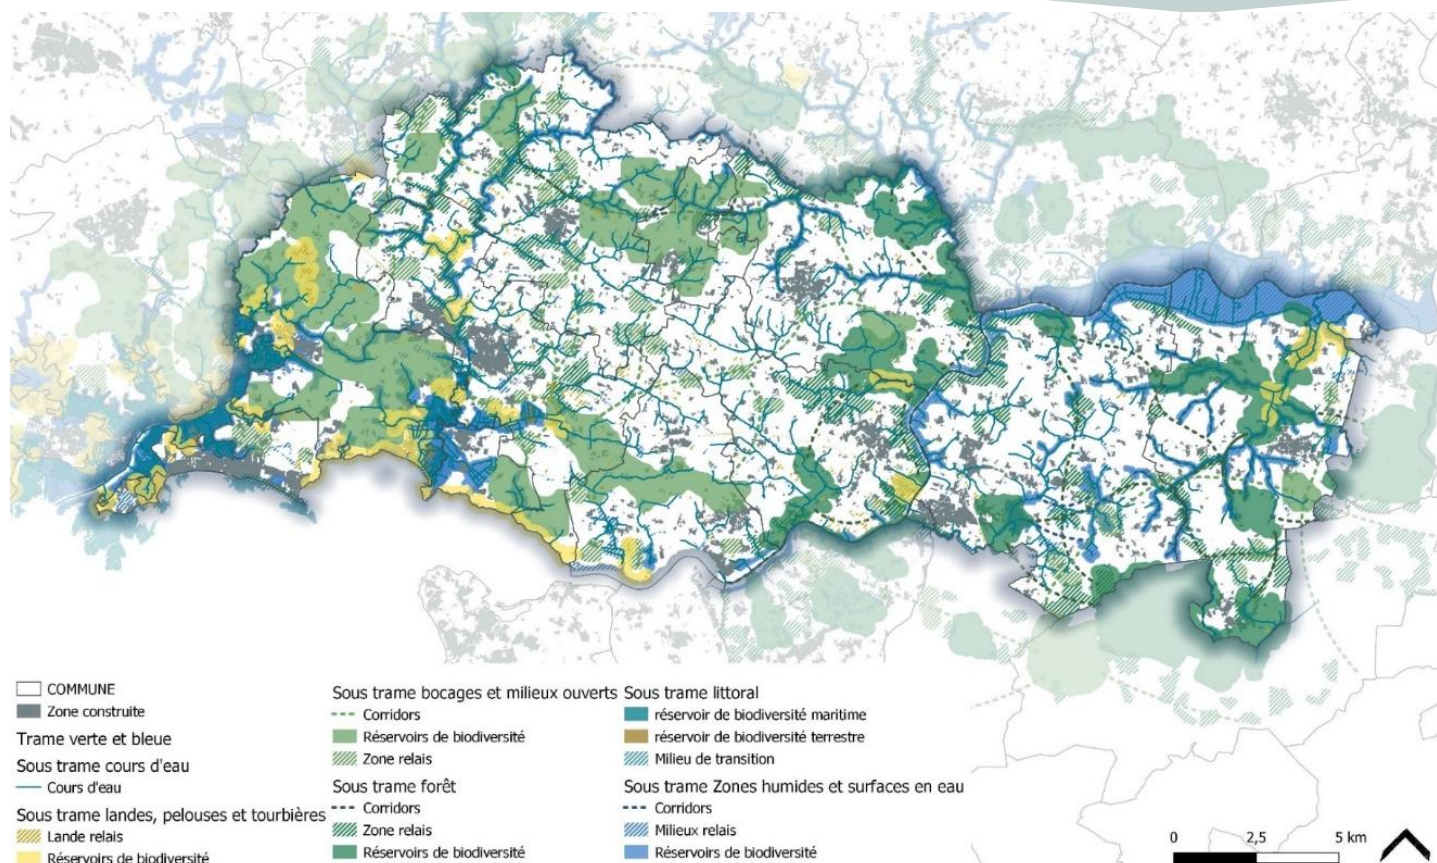 COMMUNE
Zone construite
Trame verte et bleue
Sous trame cours d'eau
Cours d'eau
Sous trame landes, pelouses et tourbières
Lande relais
Réservoirs de biodiversité
Sous trame bocages et milieux ouverts
Corridors
Réservoirs de biodiversité
Zone relais
Sous trame forêt
Corridors
Zone relais
Réservoirs de biodiversité
Sous trame littoral
réservoir de biodiversité maritime
réservoir de biodiversité terrestre
Milieu de transition
Sous trame Zones humides et surfaces en eau
Corridors
Milieux relais
Réservoirs de biodiversité
0 2,5 5 km